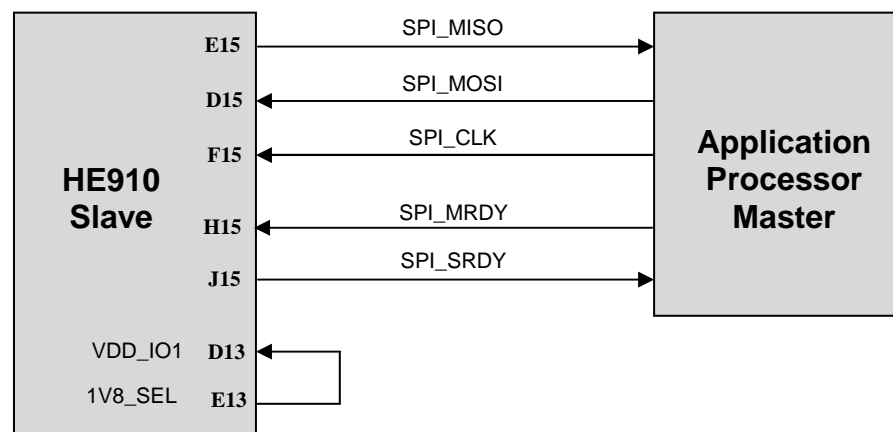 E15 SPI_MISO
D15 SPI_MOSI
F15 SPI_CLK
HE910
Slave
Application
Processor
Master
H15 SPI_MRDY
J15 SPI_SRDY
VDD_IO1 D13
1V8_SEL E13